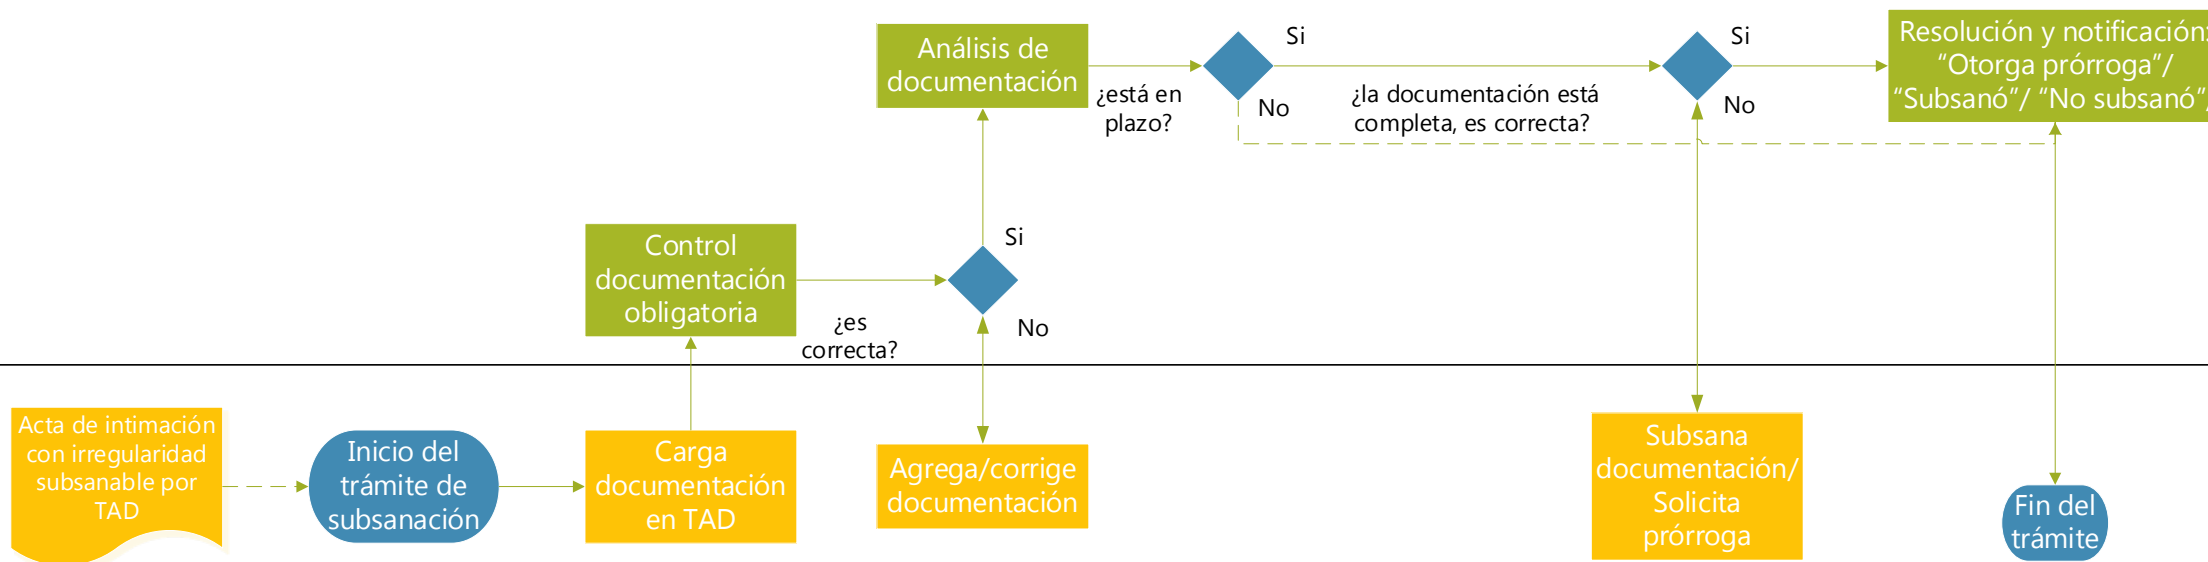 Análisis de
documentación
¿está en
plazo?
Si
No
¿la documentación está
completa, es correcta?
Si
No
Resolución y notificación:
“Otorga prórroga”/
“Subsanó”/ “No subsanó”/
Control
documentación
obligatoria
¿es
correcta?
Si
No
Acta de intimación
con irregularidad
subsanable por
TAD
Inicio del
trámite de
subsanación
Carga
documentación
en TAD
Agrega/corrige
documentación
Subsana
documentación/
Solicita
prórroga
Fin del
trámite